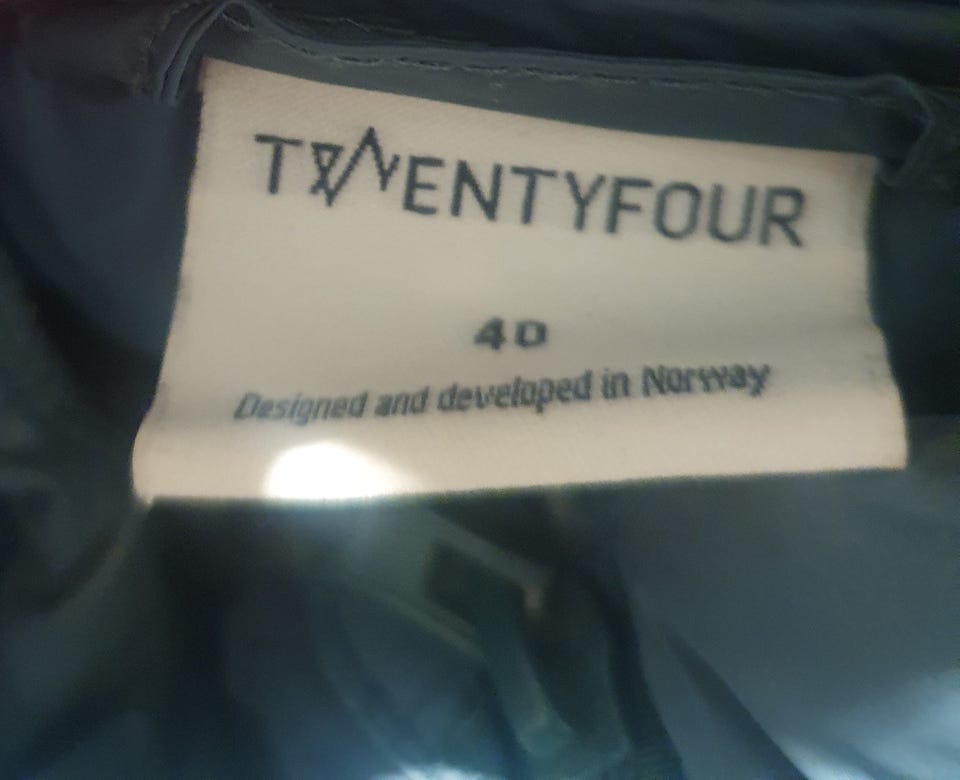 TWENTYFOUR
40
Designed and developed in Norway